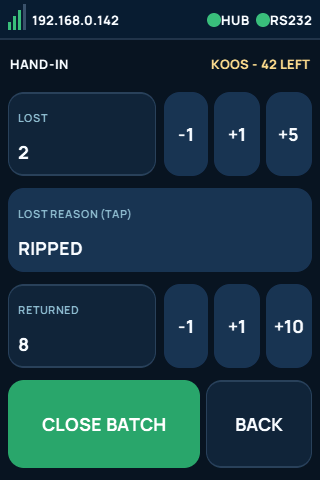 192.168.0.142 HUB RS232
HAND-IN KOOS - 42 LEFT
LOST
2
-1 +1 +5
LOST REASON (TAP)
RIPPED
RETURNED
8
-1 +1 +10
CLOSE BATCH BACK